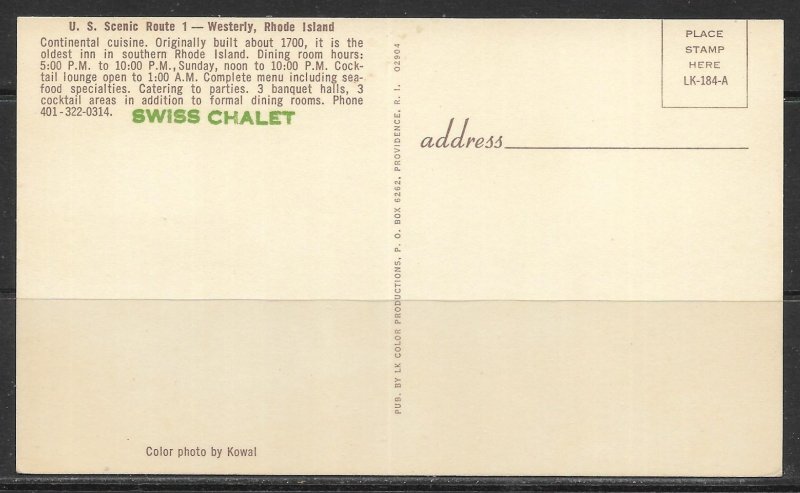 U. S. Scenic Route 1 — Westerly, Rhode Island
Continental cuisine. Originally built about 1700, it is the
oldest inn in southern Rhode Island. Dining room hours:
5:00 P.M. to 10:00 P.M., Sunday, noon to 10:00 P.M. Cock-
tail lounge open to 1:00 A.M. Complete menu including sea-
food specialties. Catering to parties. 3 banquet halls, 3
cocktail areas in addition to formal dining rooms. Phone
401-322-0314.
SWISS CHALET
Color photo by Kowal
PUB. BY LK COLOR PRODUCTIONS, P. O. BOX 6262, PROVIDENCE, R. I. 02904
PLACE
STAMP
HERE
LK-184-A
address